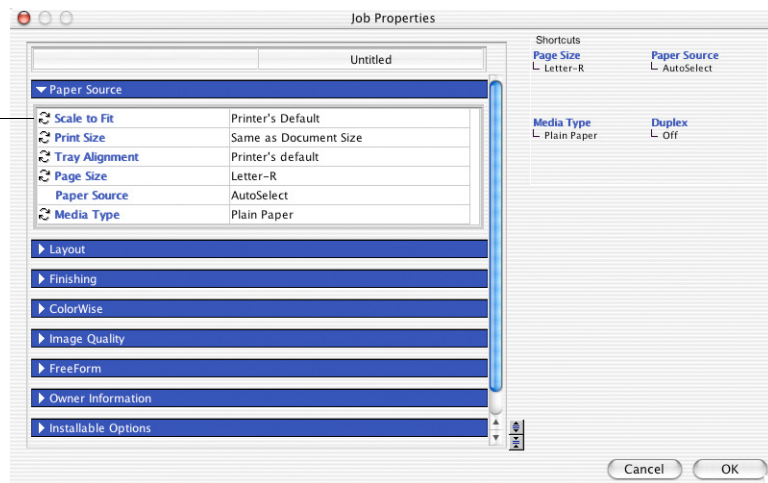 Job Properties
Untitled
Paper Source
Scale to Fit Printer's Default
Print Size Same as Document Size
Tray Alignment Printer's default
Page Size Letter-R
Paper Source AutoSelect
Media Type Plain Paper
Layout
Finishing
ColorWise
Image Quality
FreeForm
Owner Information
Installable Options
Shortcuts
Page Size Paper Source
Letter-R AutoSelect
Media Type Duplex
Plain Paper Off
Cancel OK